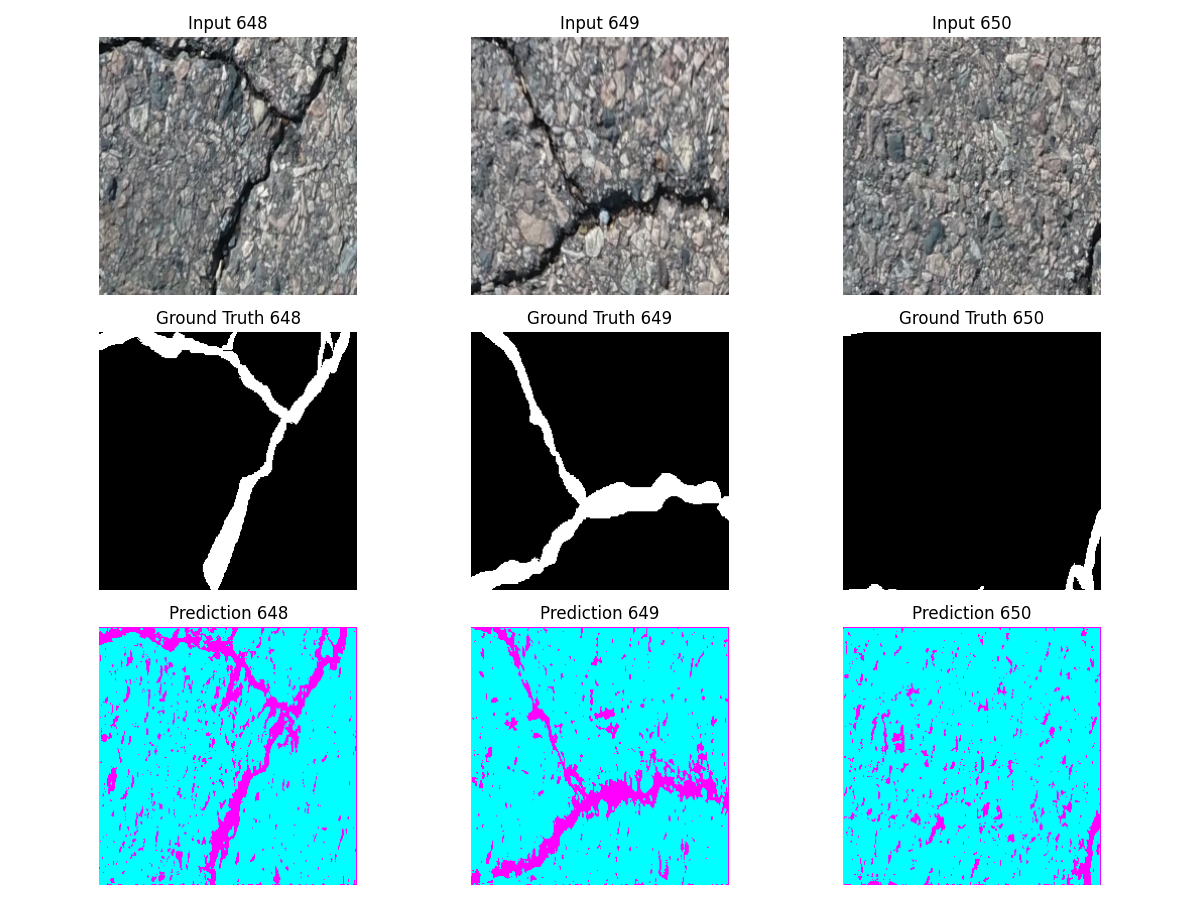 Input 648
Input 649
Input 650
Ground Truth 648
Ground Truth 649
Ground Truth 650
Prediction 648
Prediction 649
Prediction 650